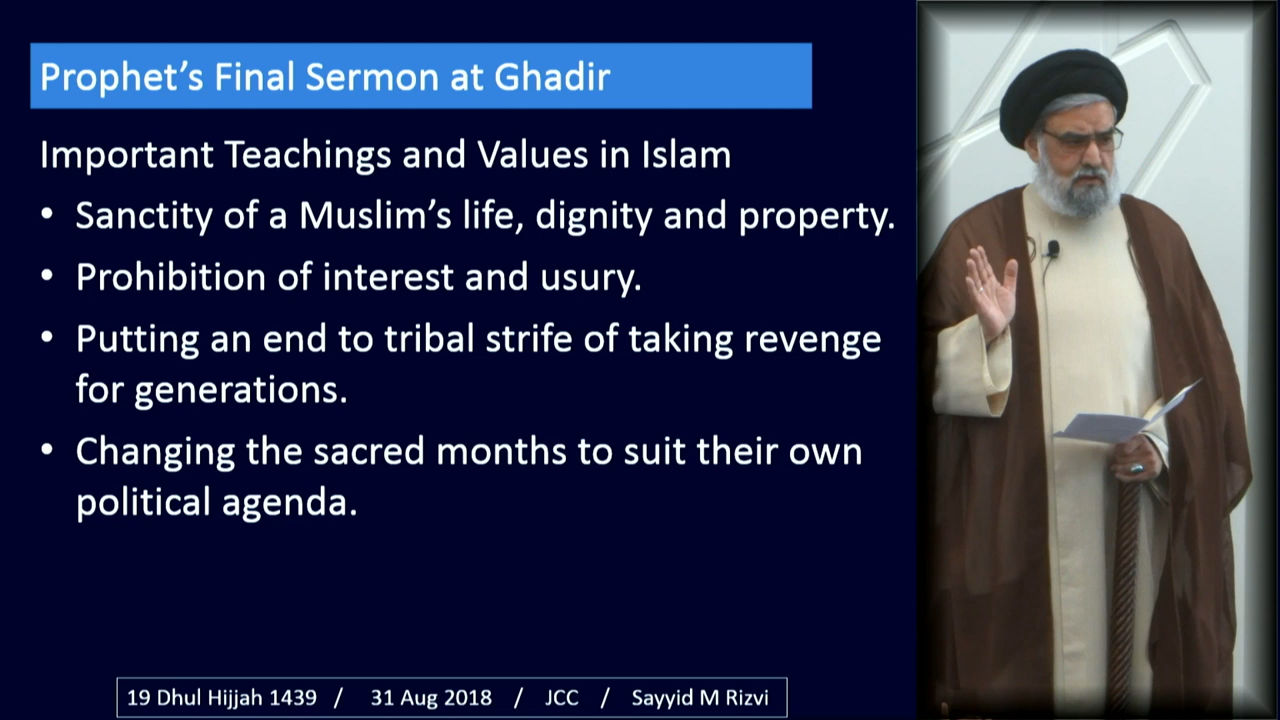 Prophet’s Final Sermon at Ghadir
Important Teachings and Values in Islam
• Sanctity of a Muslim’s life, dignity and property.
• Prohibition of interest and usury.
• Putting an end to tribal strife of taking revenge
for generations.
• Changing the sacred months to suit their own
political agenda.
19 Dhul Hijjah 1439 / 31 Aug 2018 / JCC / Sayyid M Rizvi